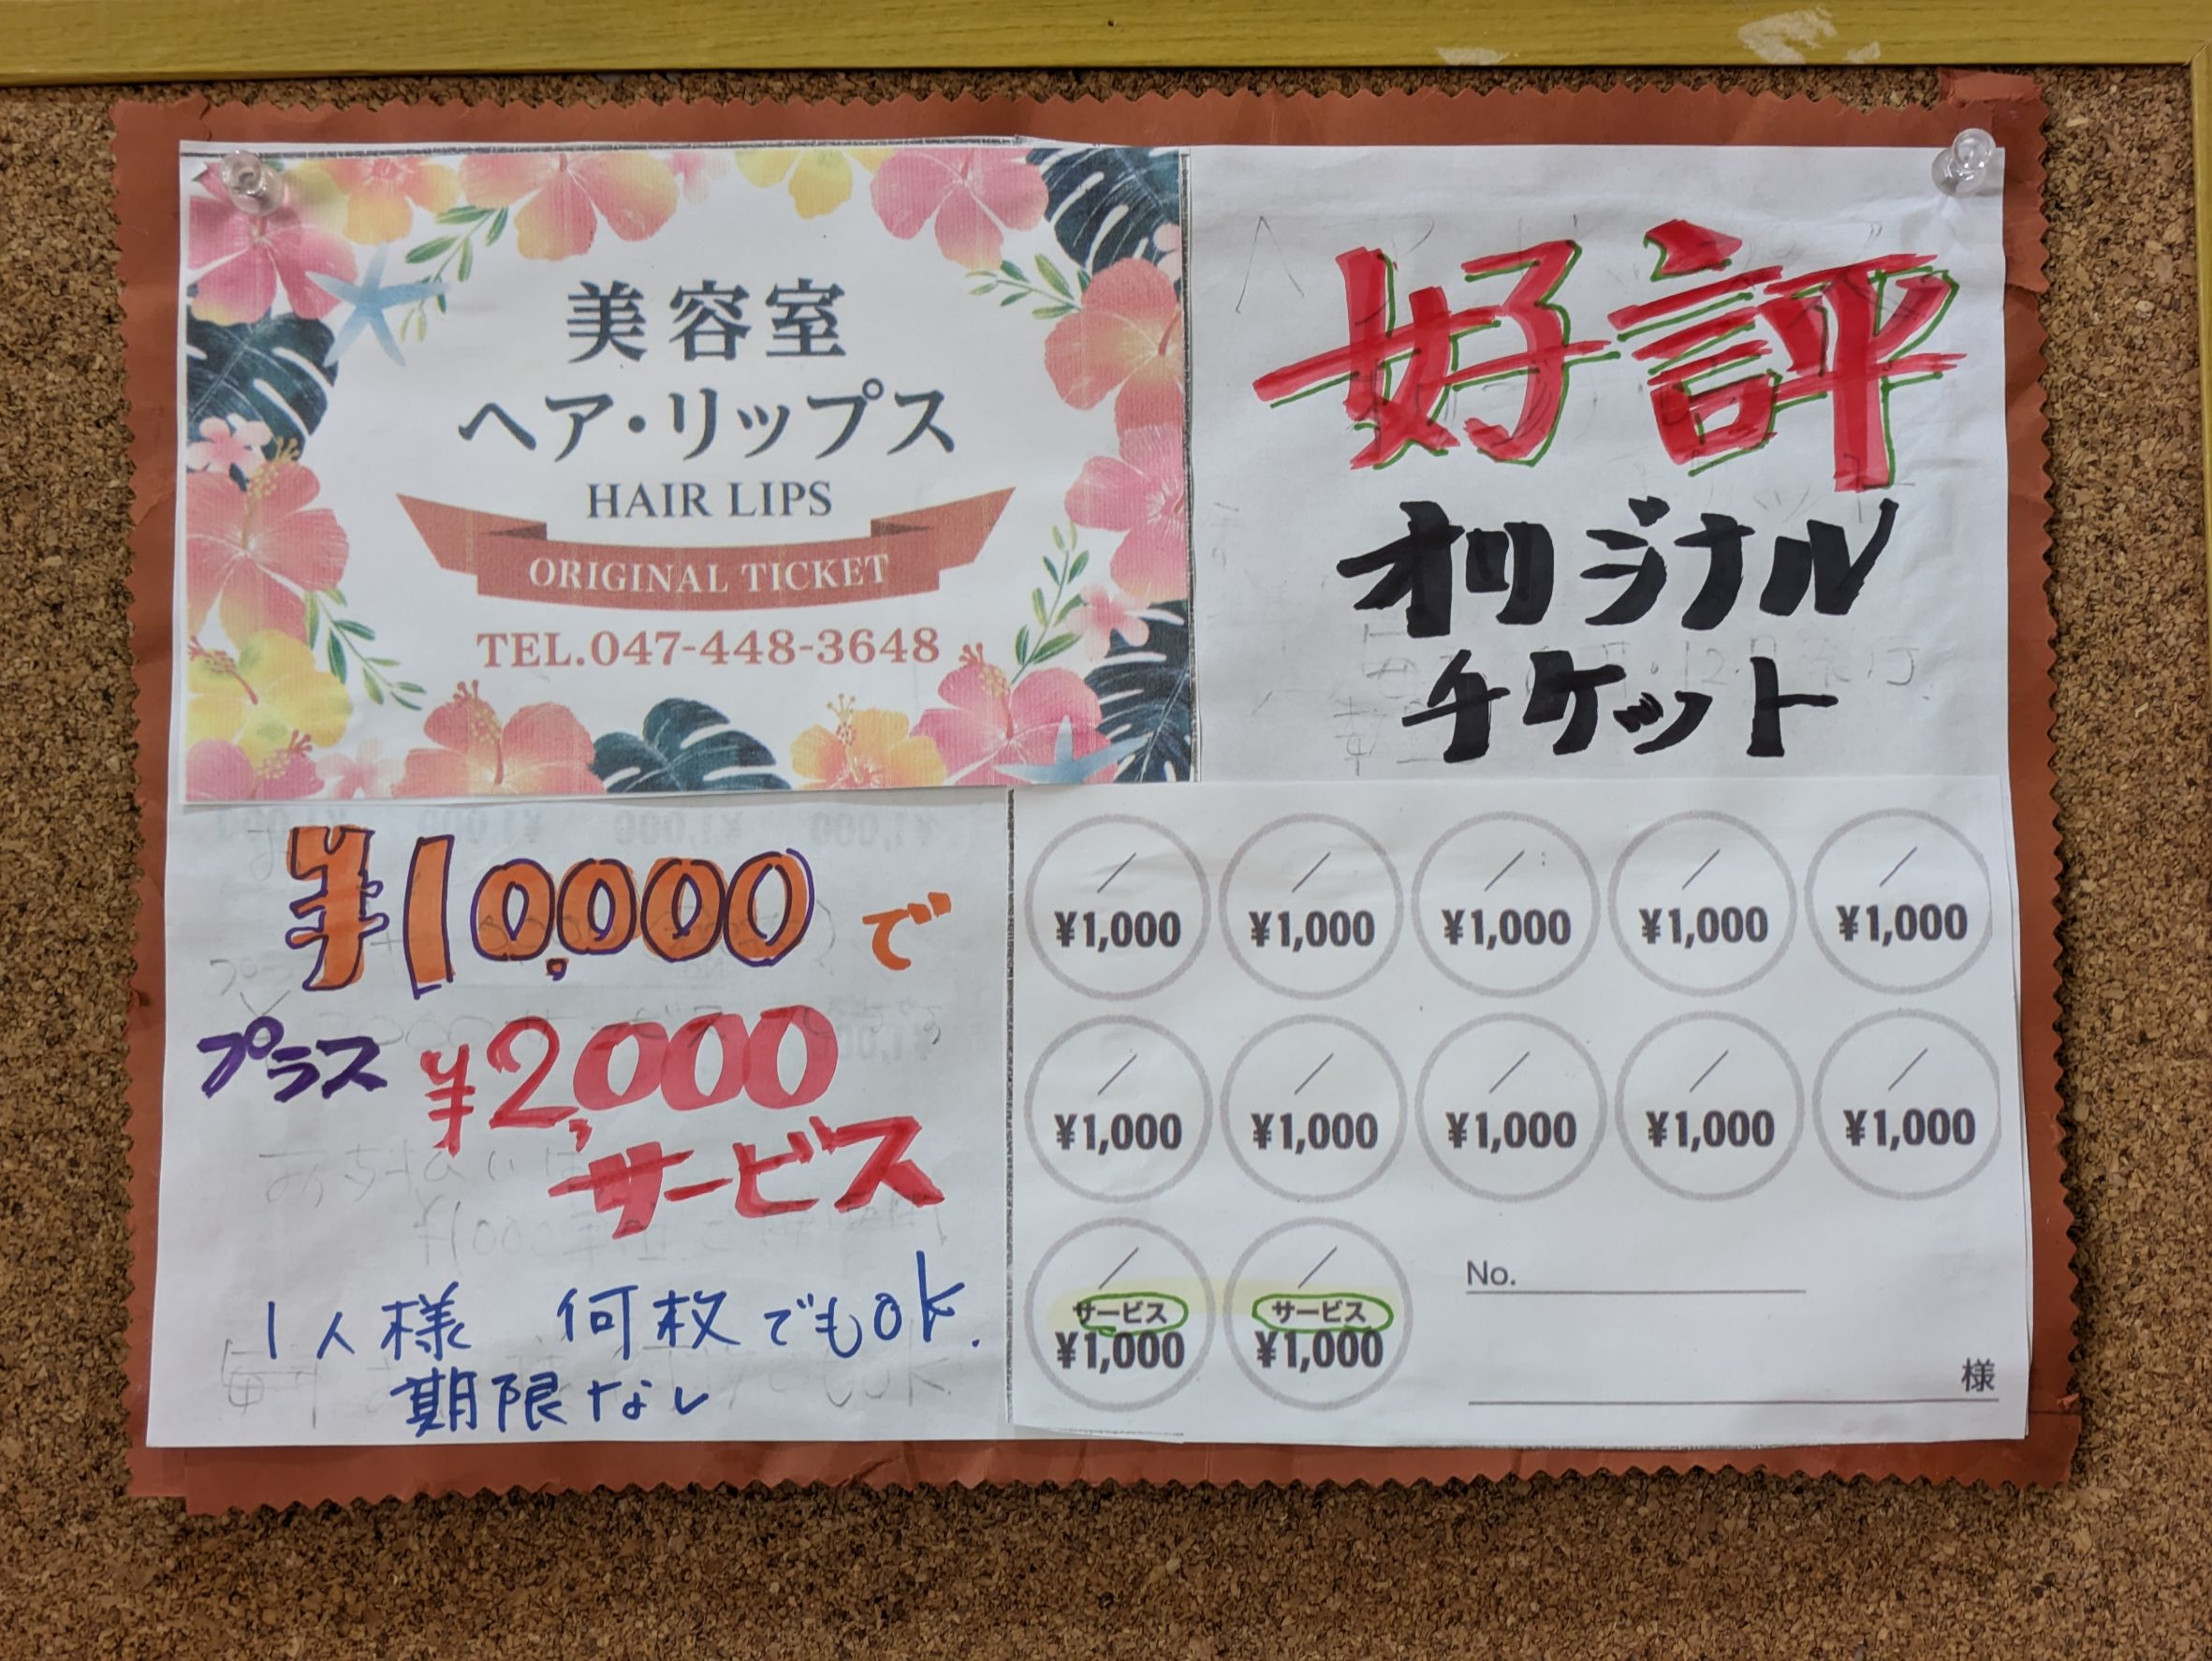 美容室
ヘア・リップス
HAIR LIPS
ORIGINAL TICKET
TEL.047-448-3648
好評
オリジナル
チケット
¥10,000で
プラス ¥2,000
サービス
1人様 何枚でもok.
期限なし
¥1,000 ¥1,000 ¥1,000 ¥1,000 ¥1,000
¥1,000 ¥1,000 ¥1,000 ¥1,000 ¥1,000
サービス サービス
¥1,000 ¥1,000
No.
様